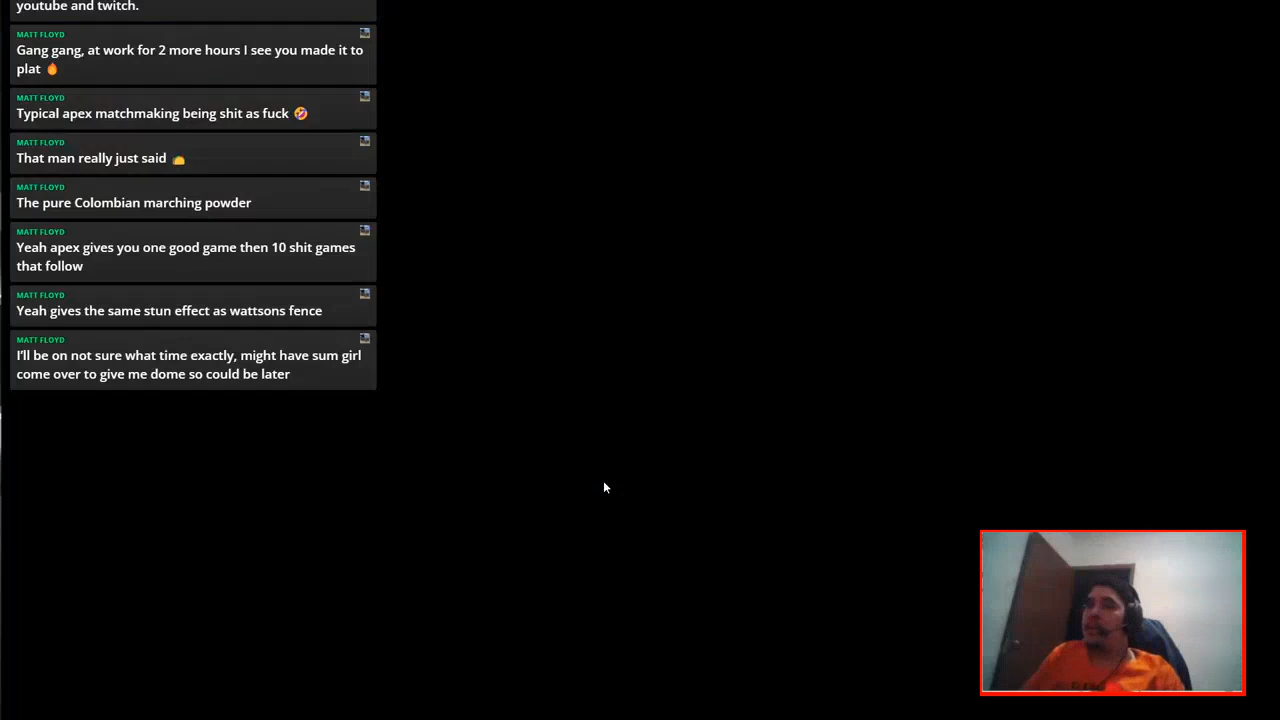 youtube and twitch.
MATT FLOYD
Gang gang, at work for 2 more hours I see you made it to
plat 🔥
MATT FLOYD
Typical apex matchmaking being shit as fuck 🤣
MATT FLOYD
That man really just said 🌮
MATT FLOYD
The pure Colombian marching powder
MATT FLOYD
Yeah apex gives you one good game then 10 shit games
that follow
MATT FLOYD
Yeah gives the same stun effect as wattsons fence
MATT FLOYD
I'll be on not sure what time exactly, might have sum girl
come over to give me dome so could be later